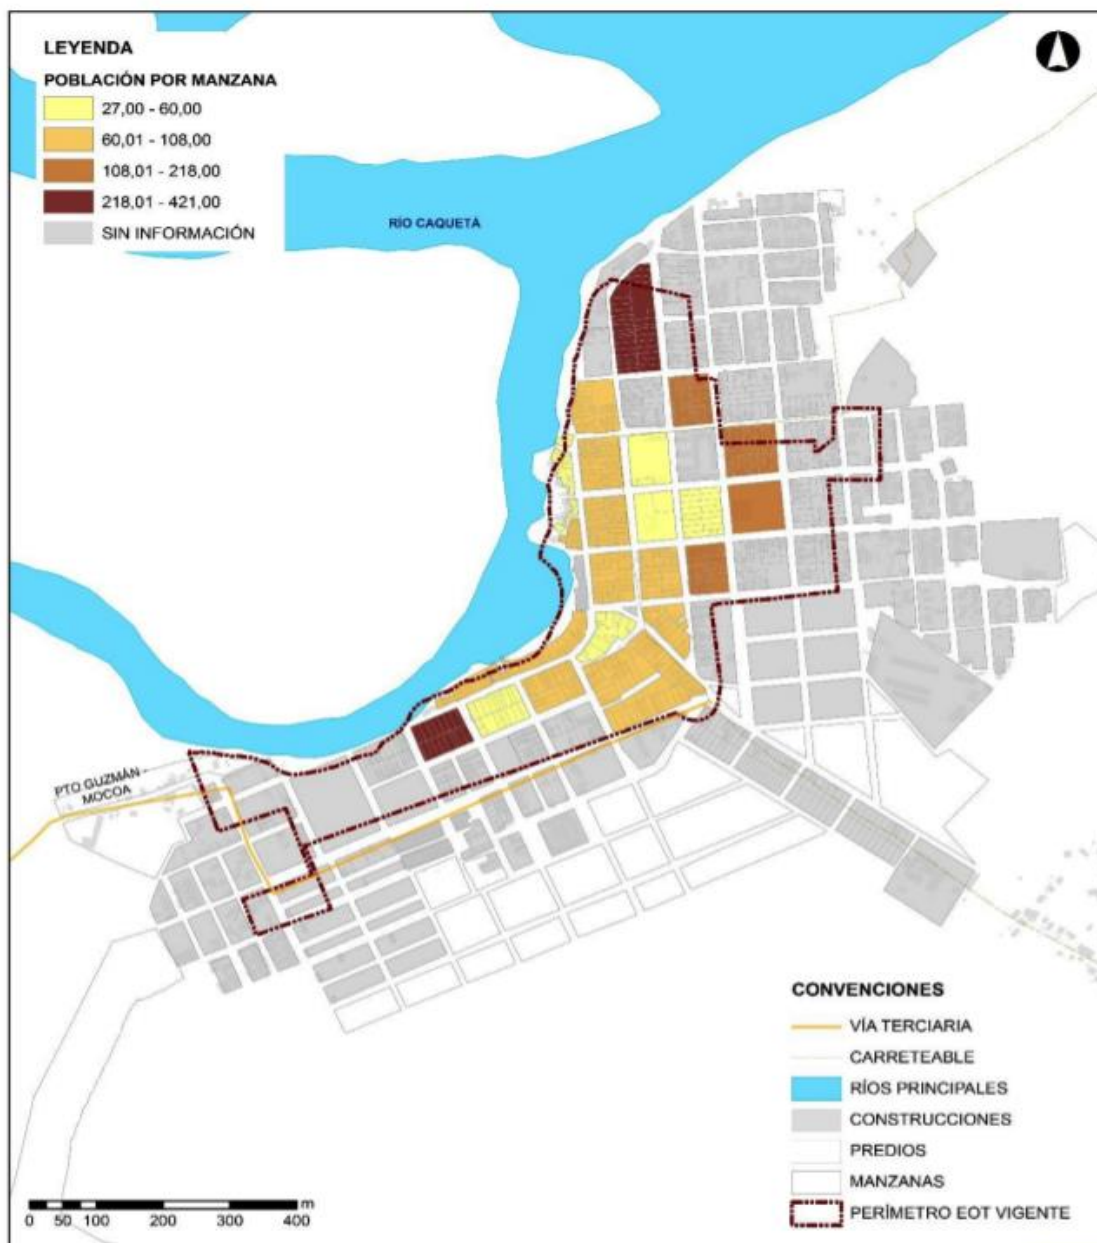 LEYENDA
POBLACIÓN POR MANZANA
27,00 - 60,00
60,01 - 108,00
108,01 - 218,00
218,01 - 421,00
SIN INFORMACIÓN
RÍO CAQUETÁ
PTO GUZMÁN -
MOCOA
CONVENCIONES
VÍA TERCIARIA
CARRETEABLE
RÍOS PRINCIPALES
CONSTRUCCIONES
PREDIOS
MANZANAS
PERÍMETRO EOT VIGENTE
m
0 50 100 200 300 400